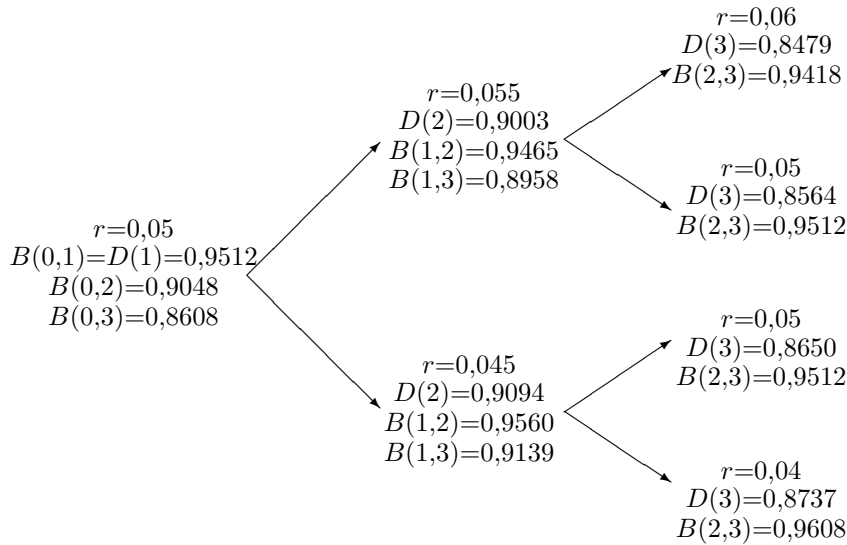 r=0,05
B(0,1)=D(1)=0,9512
B(0,2)=0,9048
B(0,3)=0,8608
r=0,055
D(2)=0,9003
B(1,2)=0,9465
B(1,3)=0,8958
r=0,045
D(2)=0,9094
B(1,2)=0,9560
B(1,3)=0,9139
r=0,06
D(3)=0,8479
B(2,3)=0,9418
r=0,05
D(3)=0,8564
B(2,3)=0,9512
r=0,05
D(3)=0,8650
B(2,3)=0,9512
r=0,04
D(3)=0,8737
B(2,3)=0,9608